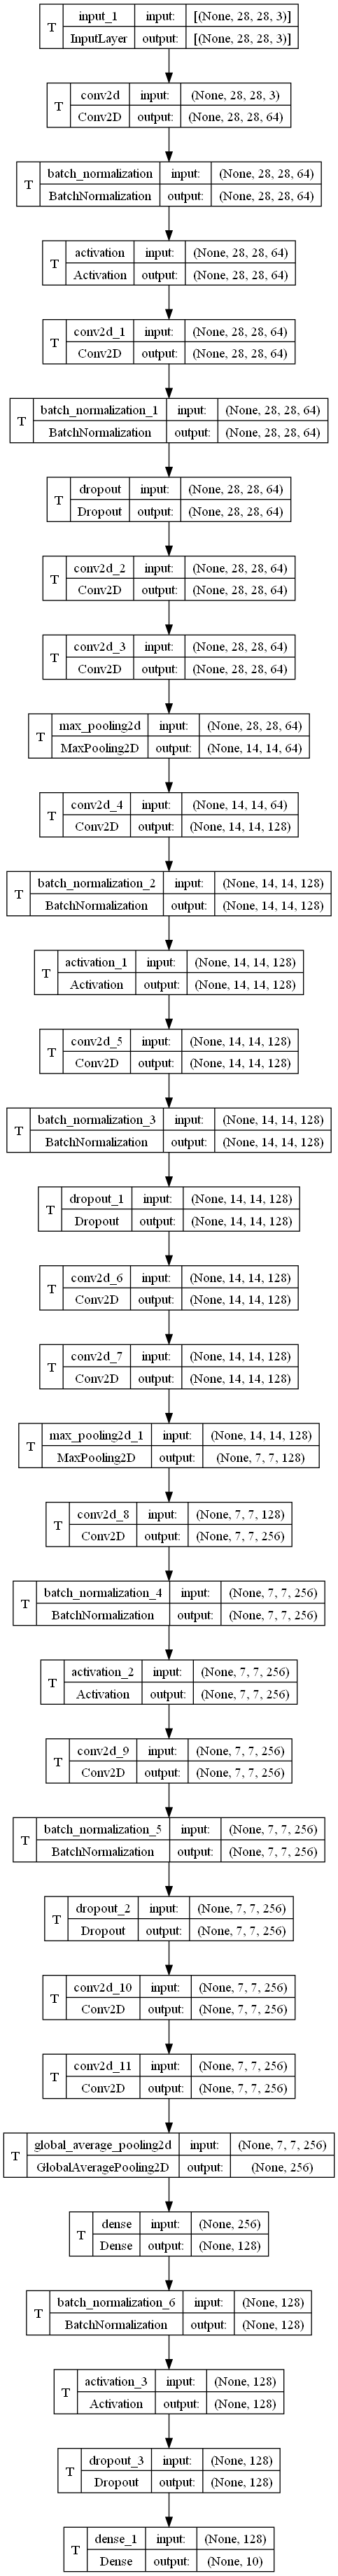 T input_1 input: [(None, 28, 28, 3)]
InputLayer output: [(None, 28, 28, 3)]
T conv2d input: (None, 28, 28, 3)
Conv2D output: (None, 28, 28, 64)
T batch_normalization input: (None, 28, 28, 64)
BatchNormalization output: (None, 28, 28, 64)
T activation input: (None, 28, 28, 64)
Activation output: (None, 28, 28, 64)
T conv2d_1 input: (None, 28, 28, 64)
Conv2D output: (None, 28, 28, 64)
T batch_normalization_1 input: (None, 28, 28, 64)
BatchNormalization output: (None, 28, 28, 64)
T dropout input: (None, 28, 28, 64)
Dropout output: (None, 28, 28, 64)
T conv2d_2 input: (None, 28, 28, 64)
Conv2D output: (None, 28, 28, 64)
T conv2d_3 input: (None, 28, 28, 64)
Conv2D output: (None, 28, 28, 64)
T max_pooling2d input: (None, 28, 28, 64)
MaxPooling2D output: (None, 14, 14, 64)
T conv2d_4 input: (None, 14, 14, 64)
Conv2D output: (None, 14, 14, 128)
T batch_normalization_2 input: (None, 14, 14, 128)
BatchNormalization output: (None, 14, 14, 128)
T activation_1 input: (None, 14, 14, 128)
Activation output: (None, 14, 14, 128)
T conv2d_5 input: (None, 14, 14, 128)
Conv2D output: (None, 14, 14, 128)
T batch_normalization_3 input: (None, 14, 14, 128)
BatchNormalization output: (None, 14, 14, 128)
T dropout_1 input: (None, 14, 14, 128)
Dropout output: (None, 14, 14, 128)
T conv2d_6 input: (None, 14, 14, 128)
Conv2D output: (None, 14, 14, 128)
T conv2d_7 input: (None, 14, 14, 128)
Conv2D output: (None, 14, 14, 128)
T max_pooling2d_1 input: (None, 14, 14, 128)
MaxPooling2D output: (None, 7, 7, 128)
T conv2d_8 input: (None, 7, 7, 128)
Conv2D output: (None, 7, 7, 256)
T batch_normalization_4 input: (None, 7, 7, 256)
BatchNormalization output: (None, 7, 7, 256)
T activation_2 input: (None, 7, 7, 256)
Activation output: (None, 7, 7, 256)
T conv2d_9 input: (None, 7, 7, 256)
Conv2D output: (None, 7, 7, 256)
T batch_normalization_5 input: (None, 7, 7, 256)
BatchNormalization output: (None, 7, 7, 256)
T dropout_2 input: (None, 7, 7, 256)
Dropout output: (None, 7, 7, 256)
T conv2d_10 input: (None, 7, 7, 256)
Conv2D output: (None, 7, 7, 256)
T conv2d_11 input: (None, 7, 7, 256)
Conv2D output: (None, 7, 7, 256)
T global_average_pooling2d input: (None, 7, 7, 256)
GlobalAveragePooling2D output: (None, 256)
T dense input: (None, 256)
Dense output: (None, 128)
T batch_normalization_6 input: (None, 128)
BatchNormalization output: (None, 128)
T activation_3 input: (None, 128)
Activation output: (None, 128)
T dropout_3 input: (None, 128)
Dropout output: (None, 128)
T dense_1 input: (None, 128)
Dense output: (None, 10)